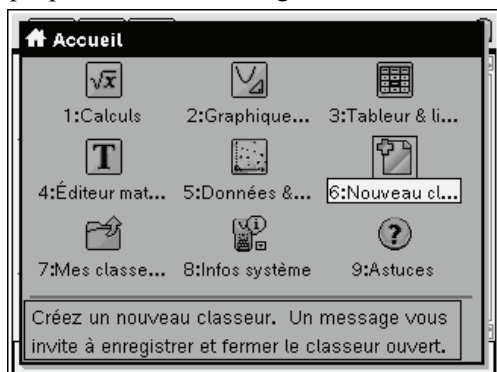 Accueil
1:Calculs 2:Graphique... 3:Tableur & li...
T
4:Éditeur mat... 5:Données &... 6:Nouveau cl...
7:Mes classe... 8:Infos système 9:Astuces
Créez un nouveau classeur. Un message vous
invite à enregistrer et fermer le classeur ouvert.